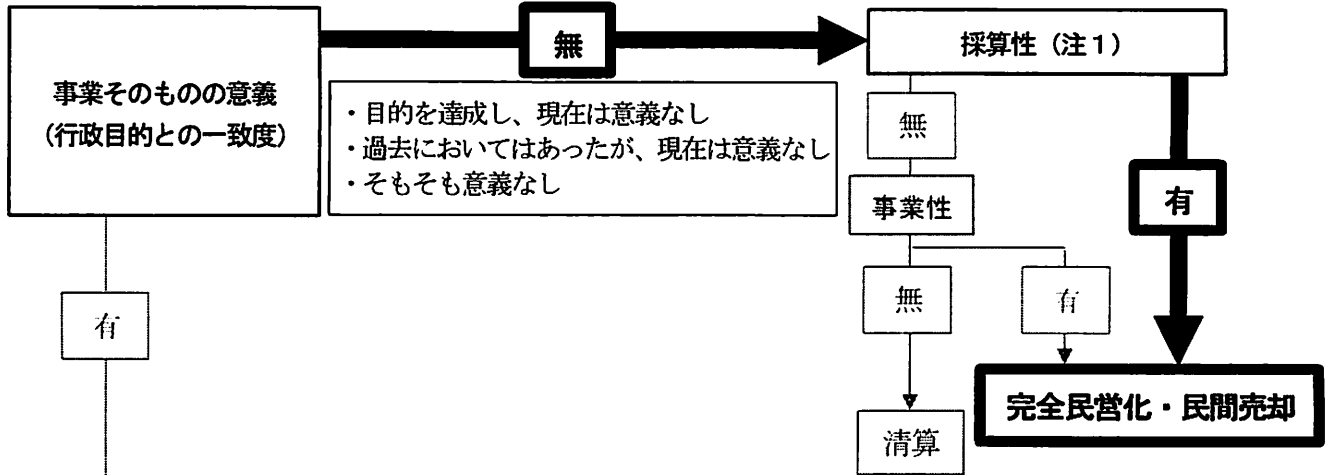 事業そのものの意義
(行政目的との一致度)
無
・目的を達成し、現在は意義なし
・過去においてはあったが、現在は意義なし
・そもそも意義なし
採算性（注１）
無
有
事業性
無
有
有
完全民営化・民間売却
清算